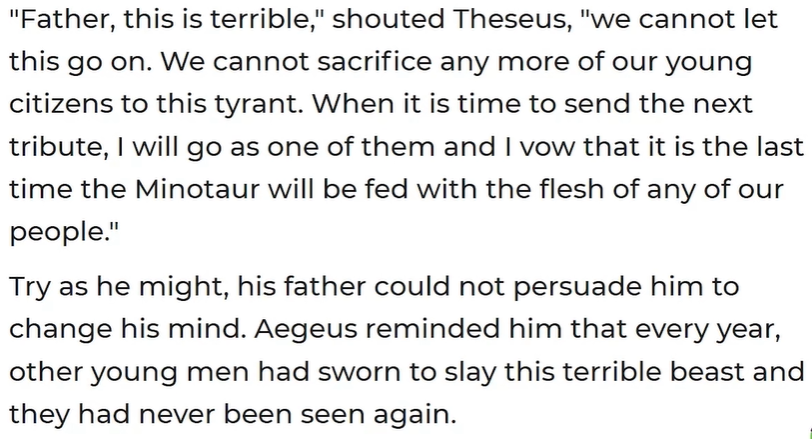 "Father, this is terrible," shouted Theseus, "we cannot let
this go on. We cannot sacrifice any more of our young
citizens to this tyrant. When it is time to send the next
tribute, I will go as one of them and I vow that it is the last
time the Minotaur will be fed with the flesh of any of our
people."
Try as he might, his father could not persuade him to
change his mind. Aegeus reminded him that every year,
other young men had sworn to slay this terrible beast and
they had never been seen again.